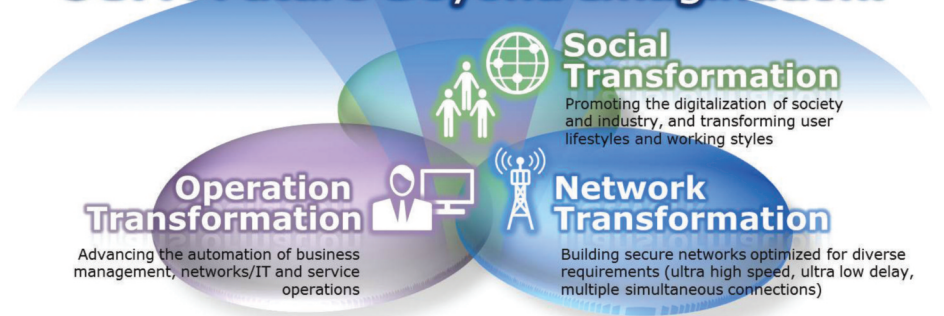 Social
Transformation
Promoting the digitalization of society
and industry, and transforming user
lifestyles and working styles
Operation
Transformation
Advancing the automation of business
management, networks/IT and service
operations
Network
Transformation
Building secure networks optimized for diverse
requirements (ultra high speed, ultra low delay,
multiple simultaneous connections)